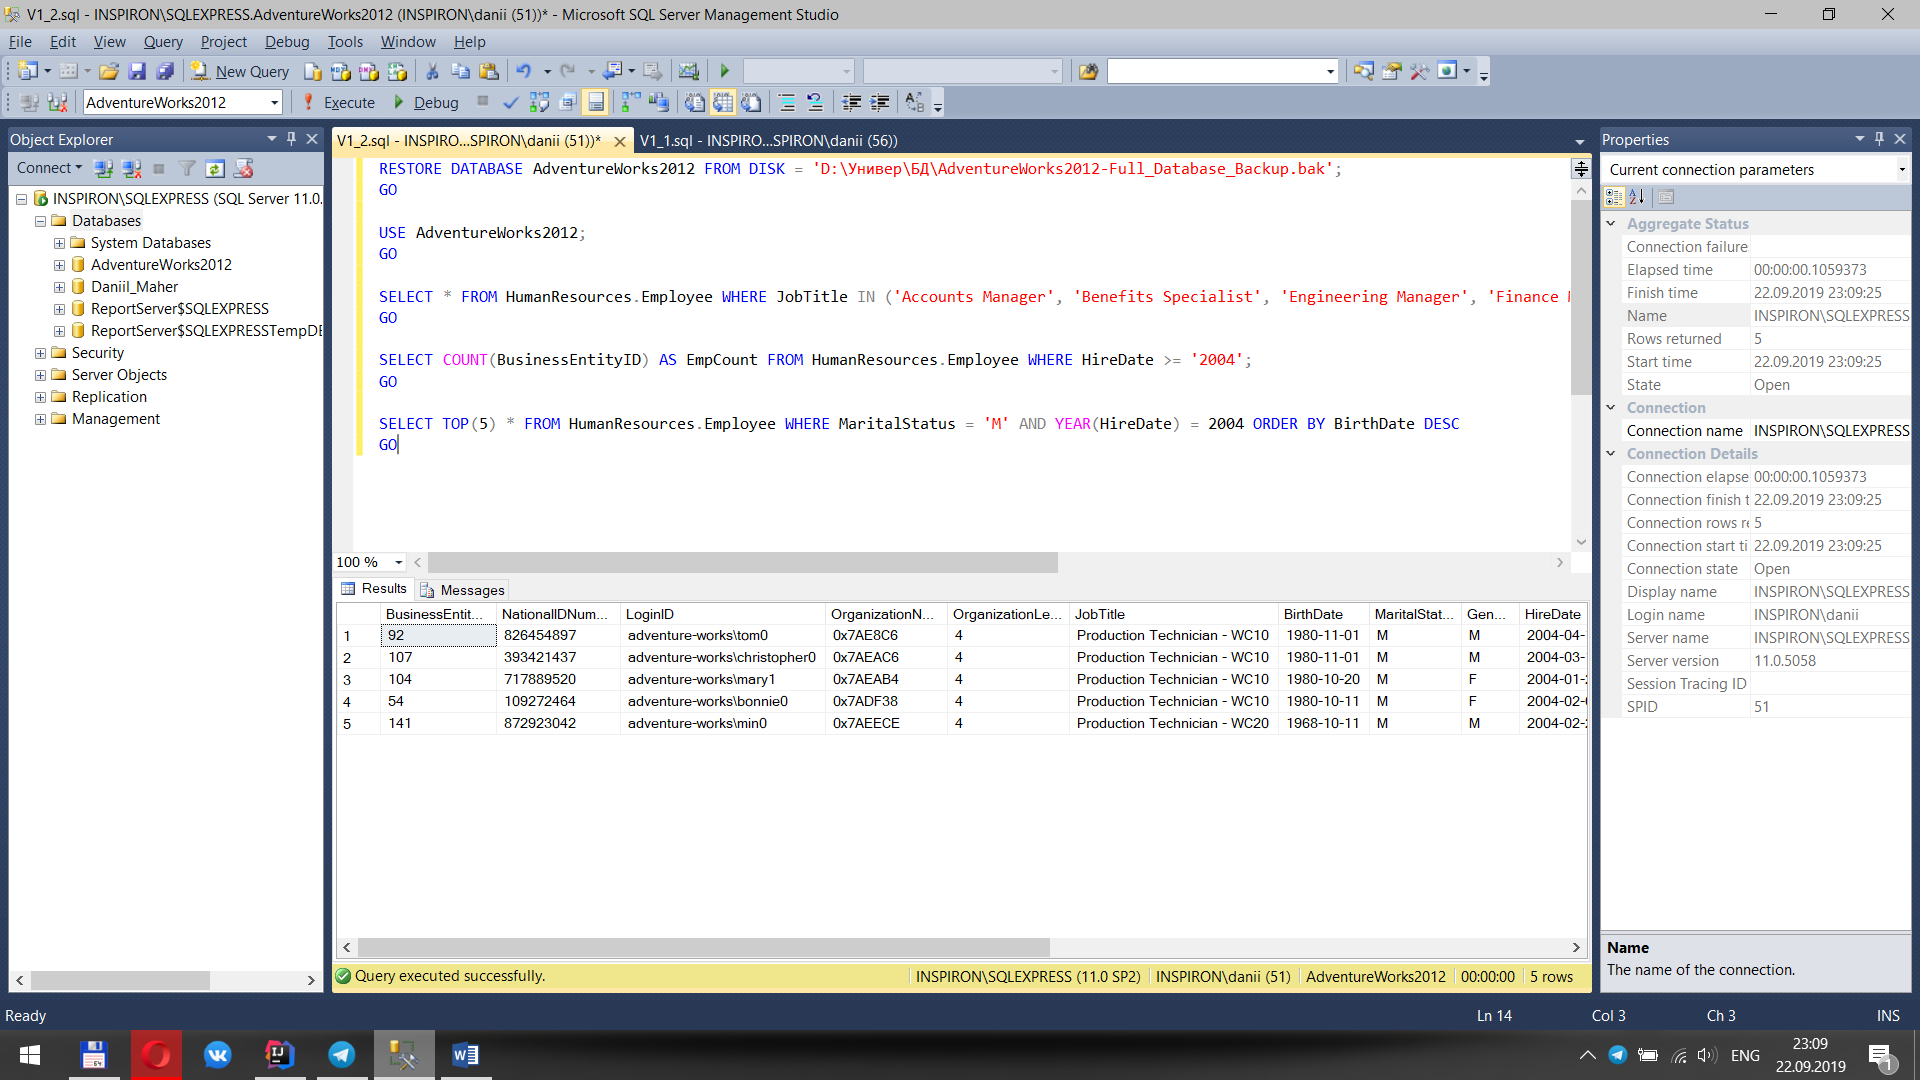 V1_2.sql - INSPIRON\SQLEXPRESS.AdventureWorks2012 (INSPIRON\danii (51))* - Microsoft SQL Server Management Studio
File Edit View Query Project Debug Tools Window Help
New Query
AdventureWorks2012 Execute Debug
Object Explorer
Connect
INSPIRON\SQLEXPRESS (SQL Server 11.0.
Databases
System Databases
AdventureWorks2012
Daniil_Maher
ReportServer$SQLEXPRESS
ReportServer$SQLEXPRESSTempDB
Security
Server Objects
Replication
Management
V1_2.sql - INSPIRO...SPIRON\danii (51))* V1_1.sql - INSPIRO...SPIRON\danii (56))
RESTORE DATABASE AdventureWorks2012 FROM DISK = 'D:\Универ\БД\AdventureWorks2012-Full_Database_Backup.bak';
GO
USE AdventureWorks2012;
GO
SELECT * FROM HumanResources.Employee WHERE JobTitle IN ('Accounts Manager', 'Benefits Specialist', 'Engineering Manager', 'Finance
GO
SELECT COUNT(BusinessEntityID) AS EmpCount FROM HumanResources.Employee WHERE HireDate >= '2004';
GO
SELECT TOP(5) * FROM HumanResources.Employee WHERE MaritalStatus = 'M' AND YEAR(HireDate) = 2004 ORDER BY BirthDate DESC
GO
100 %
Results Messages
BusinessEntit... NationalIDNum... LoginID OrganizationN... OrganizationLe... JobTitle BirthDate MaritalStat... Gen... HireDate
1 92 826454897 adventure-works\tom0 0x7AE8C6 4 Production Technician - WC10 1980-11-01 M M 2004-04-
2 107 393421437 adventure-works\christopher0 0x7AEAC6 4 Production Technician - WC10 1980-11-01 M M 2004-03-
3 104 717889520 adventure-works\mary1 0x7AEAB4 4 Production Technician - WC10 1980-10-20 M F 2004-01-
4 54 109272464 adventure-works\bonnie0 0x7ADF38 4 Production Technician - WC10 1980-10-11 M F 2004-02-
5 141 872923042 adventure-works\min0 0x7AEECE 4 Production Technician - WC20 1968-10-11 M M 2004-02-
Query executed successfully. INSPIRON\SQLEXPRESS (11.0 SP2) INSPIRON\danii (51) AdventureWorks2012 00:00:00 5 rows
Properties
Current connection parameters
Aggregate Status
Connection failure
Elapsed time 00:00:00.1059373
Finish time 22.09.2019 23:09:25
Name INSPIRON\SQLEXPRESS
Rows returned 5
Start time 22.09.2019 23:09:25
State Open
Connection
Connection name INSPIRON\SQLEXPRESS
Connection Details
Connection elapse 00:00:00.1059373
Connection finish t 22.09.2019 23:09:25
Connection rows re 5
Connection start ti 22.09.2019 23:09:25
Connection state Open
Display name INSPIRON\SQLEXPRESS
Login name INSPIRON\danii
Server name INSPIRON\SQLEXPRESS
Server version 11.0.5058
Session Tracing ID
SPID 51
Name
The name of the connection.
Ready Ln 14 Col 3 Ch 3 INS
ENG 23:09
22.09.2019
1